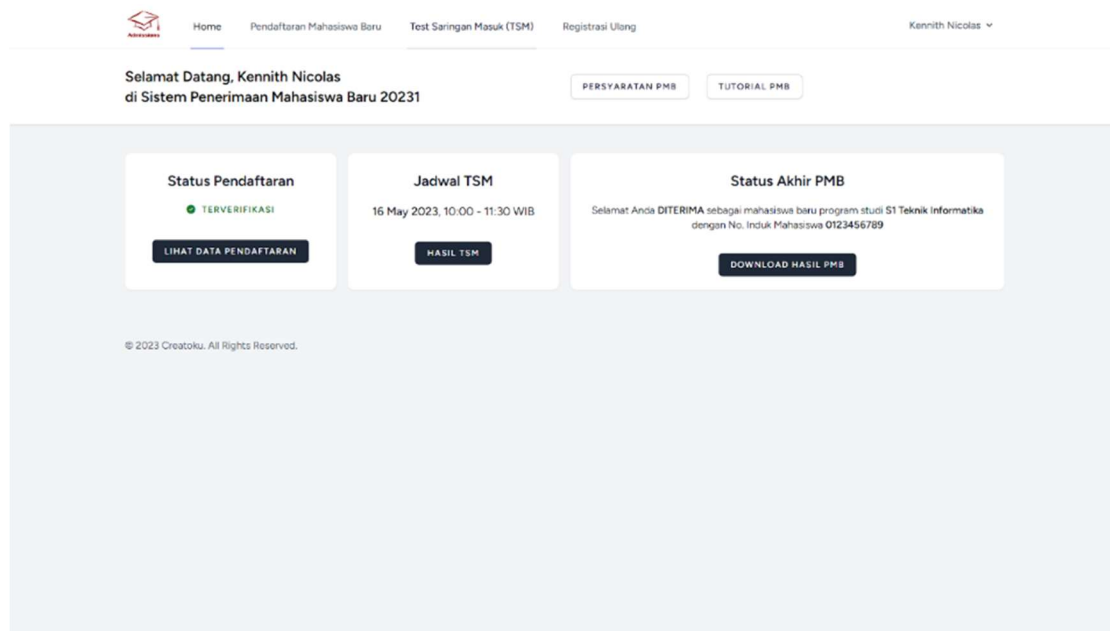 Admissions
Home Pendaftaran Mahasiswa Baru Test Saringan Masuk (TSM) Registrasi Ulang Kennith Nicolas
Selamat Datang, Kennith Nicolas
di Sistem Penerimaan Mahasiswa Baru 20231
PERSYARATAN PMB TUTORIAL PMB
Status Pendaftaran
TERVERIFIKASI
LIHAT DATA PENDAFTARAN
Jadwal TSM
16 May 2023, 10:00 - 11:30 WIB
HASIL TSM
Status Akhir PMB
Selamat Anda DITERIMA sebagai mahasiswa baru program studi S1 Teknik Informatika
dengan No. Induk Mahasiswa 0123456789
DOWNLOAD HASIL PMB
© 2023 Creatoku. All Rights Reserved.